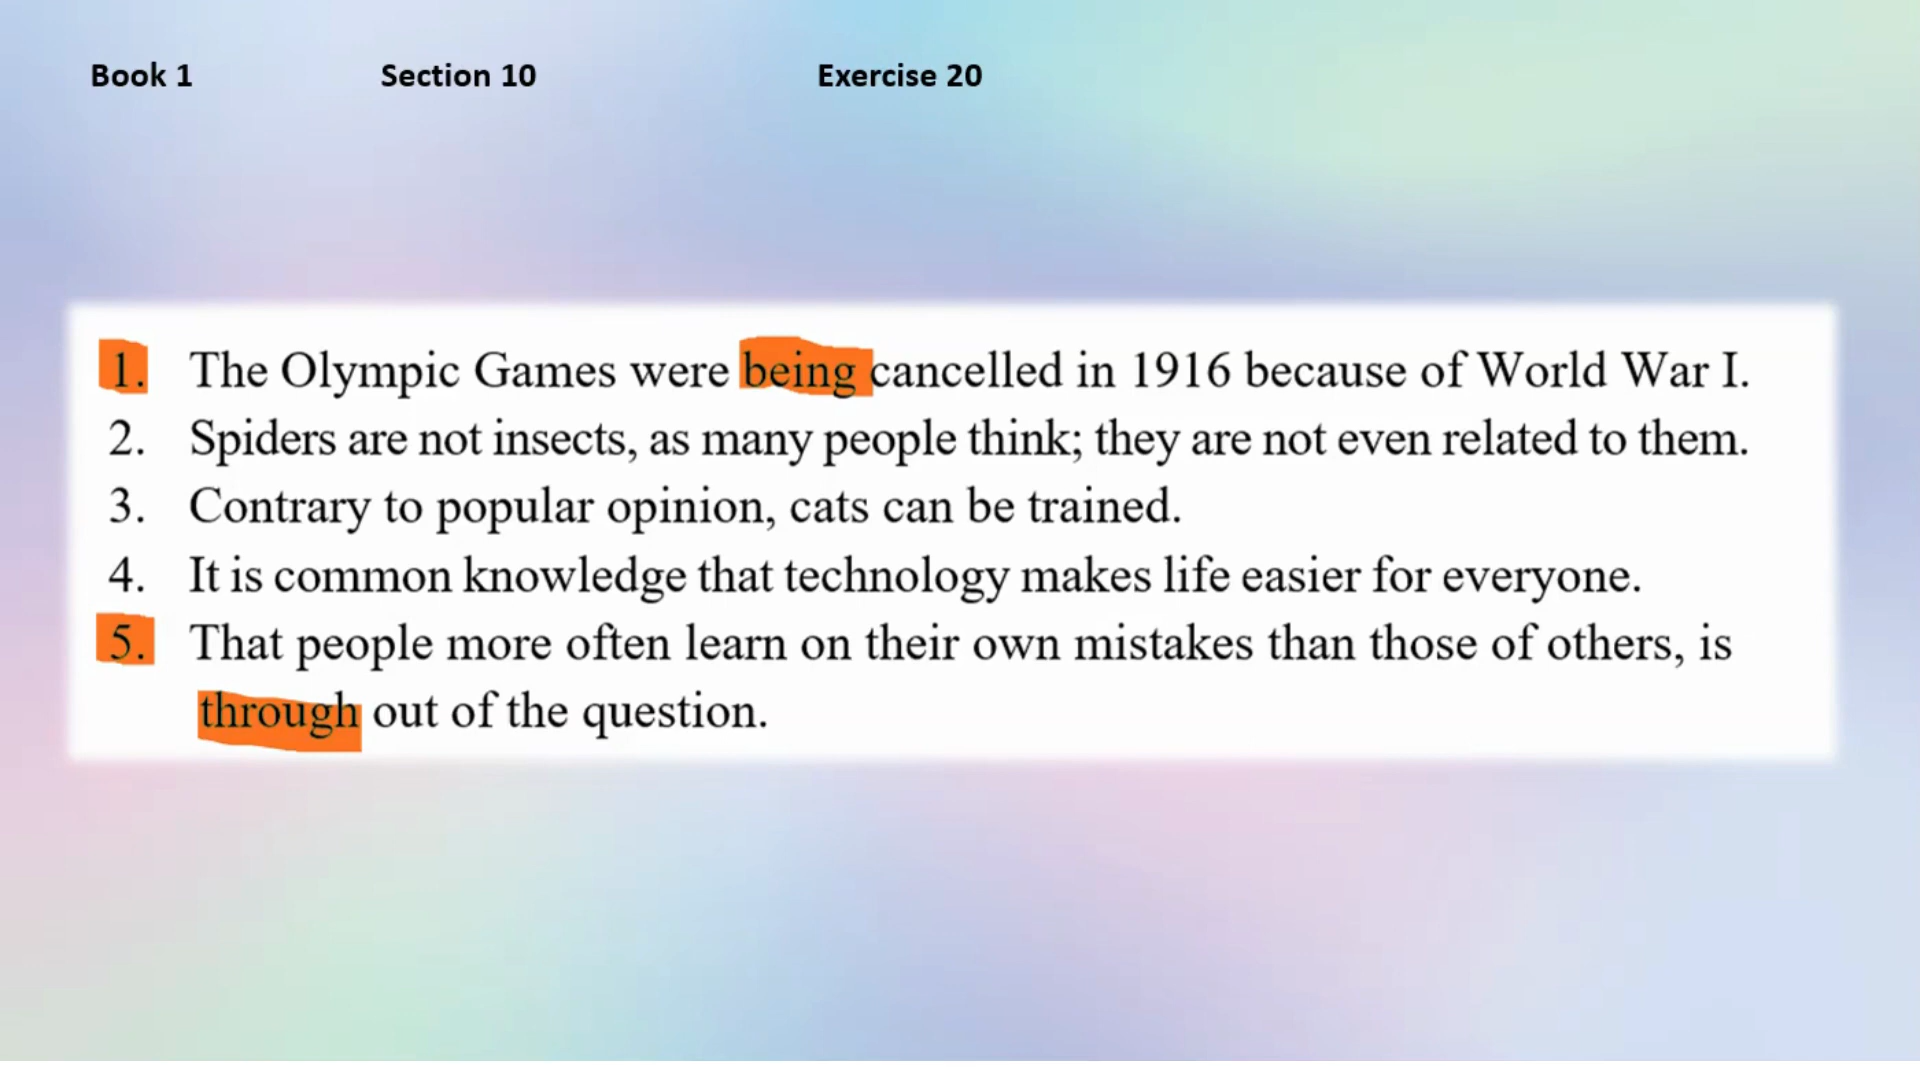 Book 1 Section 10 Exercise 20
1. The Olympic Games were being cancelled in 1916 because of World War I.
2. Spiders are not insects, as many people think; they are not even related to them.
3. Contrary to popular opinion, cats can be trained.
4. It is common knowledge that technology makes life easier for everyone.
5. That people more often learn on their own mistakes than those of others, is
through out of the question.